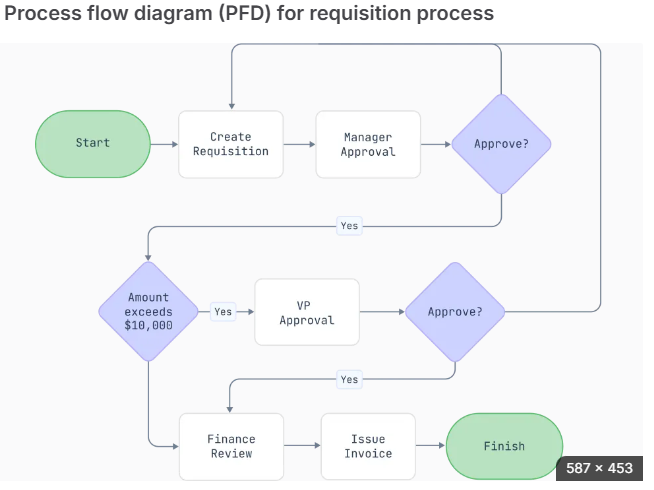 Process flow diagram (PFD) for requisition process
Start
Create
Requisition
Manager
Approval
Approve?
Yes
Amount
exceeds
$10,000
Yes
VP
Approval
Approve?
Yes
Finance
Review
Issue
Invoice
Finish
587 × 453